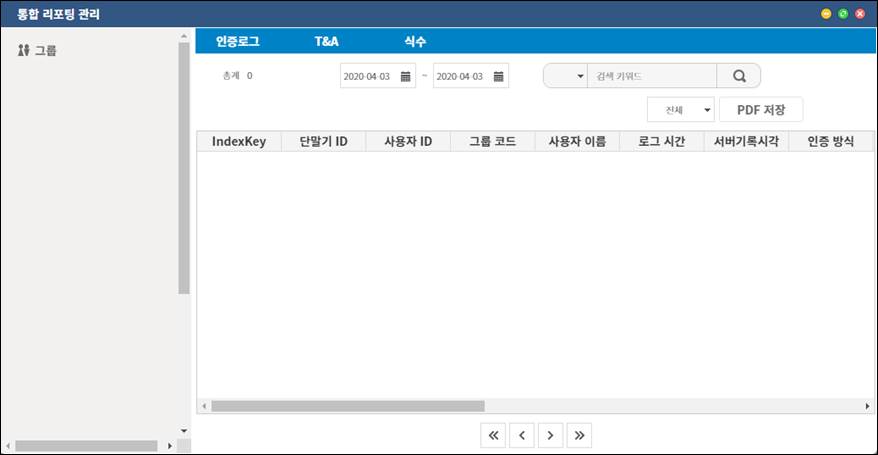 통합 리포팅 관리
그룹
인증로그 T&A 식수
총계 0 2020-04-03 ~ 2020-04-03 검색 키워드
전체 PDF 저장
IndexKey 단말기 ID 사용자 ID 그룹 코드 사용자 이름 로그 시간 서버기록시각 인증 방식